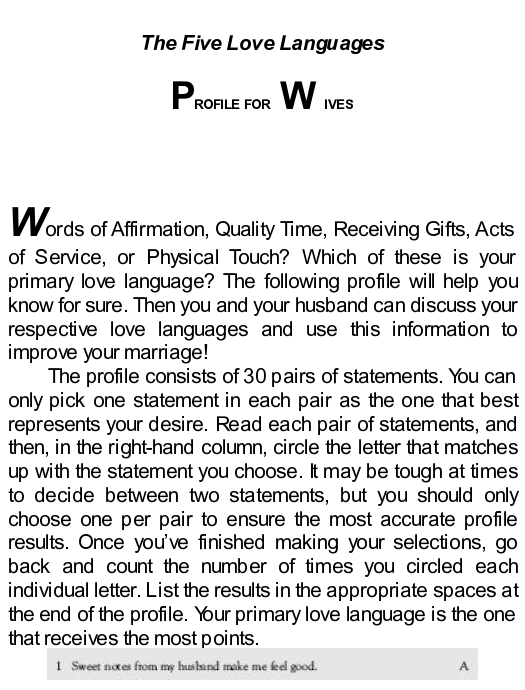 The Five Love Languages
PROFILE FOR WIVES
Words of Affirmation, Quality Time, Receiving Gifts, Acts
of Service, or Physical Touch? Which of these is your
primary love language? The following profile will help you
know for sure. Then you and your husband can discuss your
respective love languages and use this information to
improve your marriage!
The profile consists of 30 pairs of statements. You can
only pick one statement in each pair as the one that best
represents your desire. Read each pair of statements, and
then, in the right-hand column, circle the letter that matches
up with the statement you choose. It may be tough at times
to decide between two statements, but you should only
choose one per pair to ensure the most accurate profile
results. Once you've finished making your selections, go
back and count the number of times you circled each
individual letter. List the results in the appropriate spaces at
the end of the profile. Your primary love language is the one
that receives the most points.
1 Sweet notes from my husband make me feel good. A